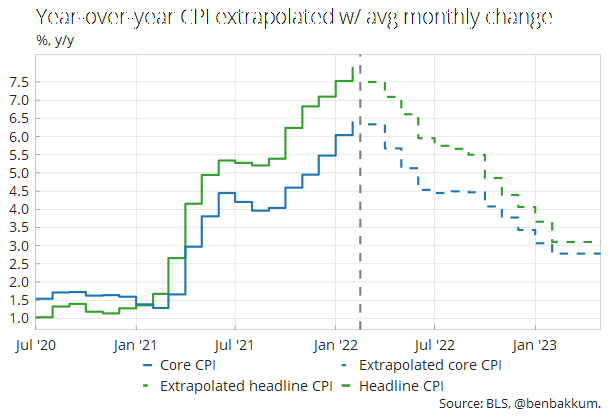 Year-over-year CPI extrapolated w/ avg monthly change
%, y/y
7.5
7.0
6.5
6.0
5.5
5.0
4.5
4.0
3.5
3.0
2.5
2.0
1.5
1.0
Jul '20 Jan '21 Jul '21 Jan '22 Jul '22 Jan '23
Core CPI Extrapolated core CPI
Extrapolated headline CPI Headline CPI
Source: BLS, @benbakkum.